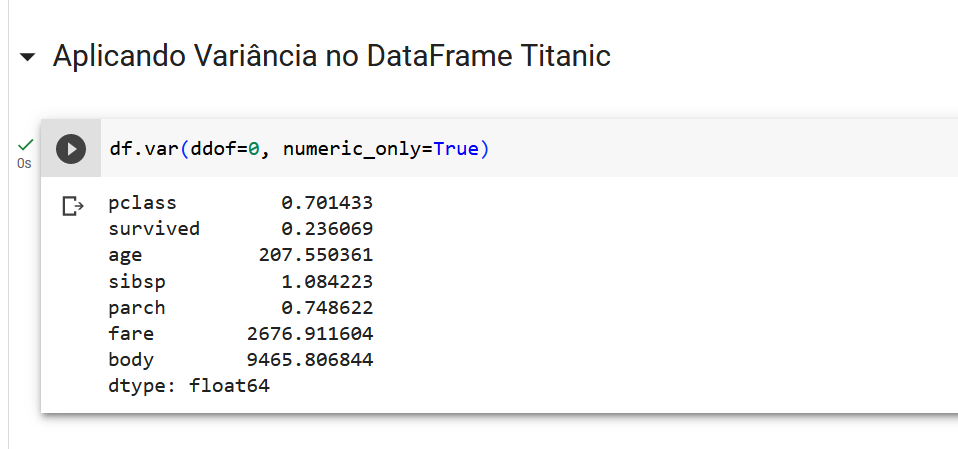 Aplicando Variância no DataFrame Titanic
0s
df.var(ddof=0, numeric_only=True)
pclass 0.701433
survived 0.236069
age 207.550361
sibsp 1.084223
parch 0.748622
fare 2676.911604
body 9465.806844
dtype: float64